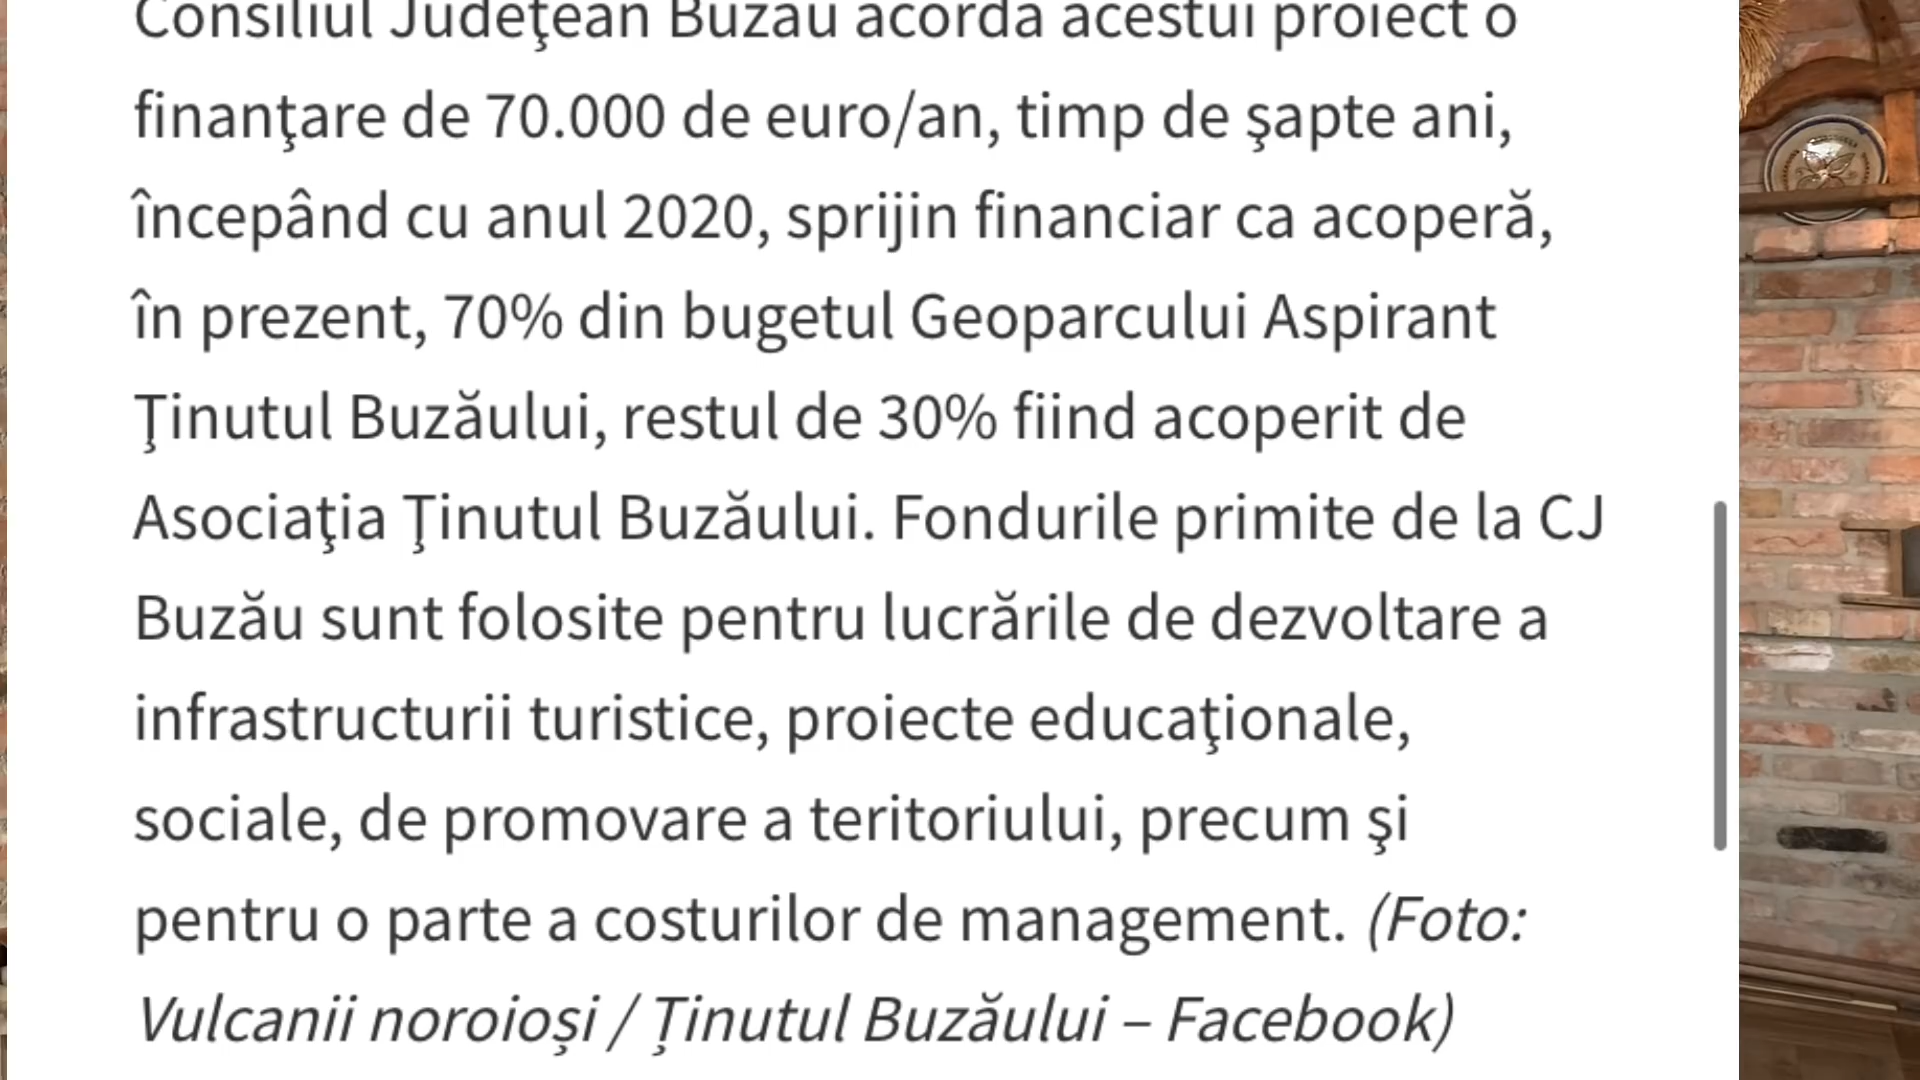 Consiliul Judeţean Buzău acordă acestui proiect o
finanţare de 70.000 de euro/an, timp de şapte ani,
începând cu anul 2020, sprijin financiar ca acoperă,
în prezent, 70% din bugetul Geoparcului Aspirant
Ţinutul Buzăului, restul de 30% fiind acoperit de
Asociaţia Ţinutul Buzăului. Fondurile primite de la CJ
Buzău sunt folosite pentru lucrările de dezvoltare a
infrastructurii turistice, proiecte educaţionale,
sociale, de promovare a teritoriului, precum şi
pentru o parte a costurilor de management. (Foto:
Vulcanii noroioși / Ținutul Buzăului – Facebook)